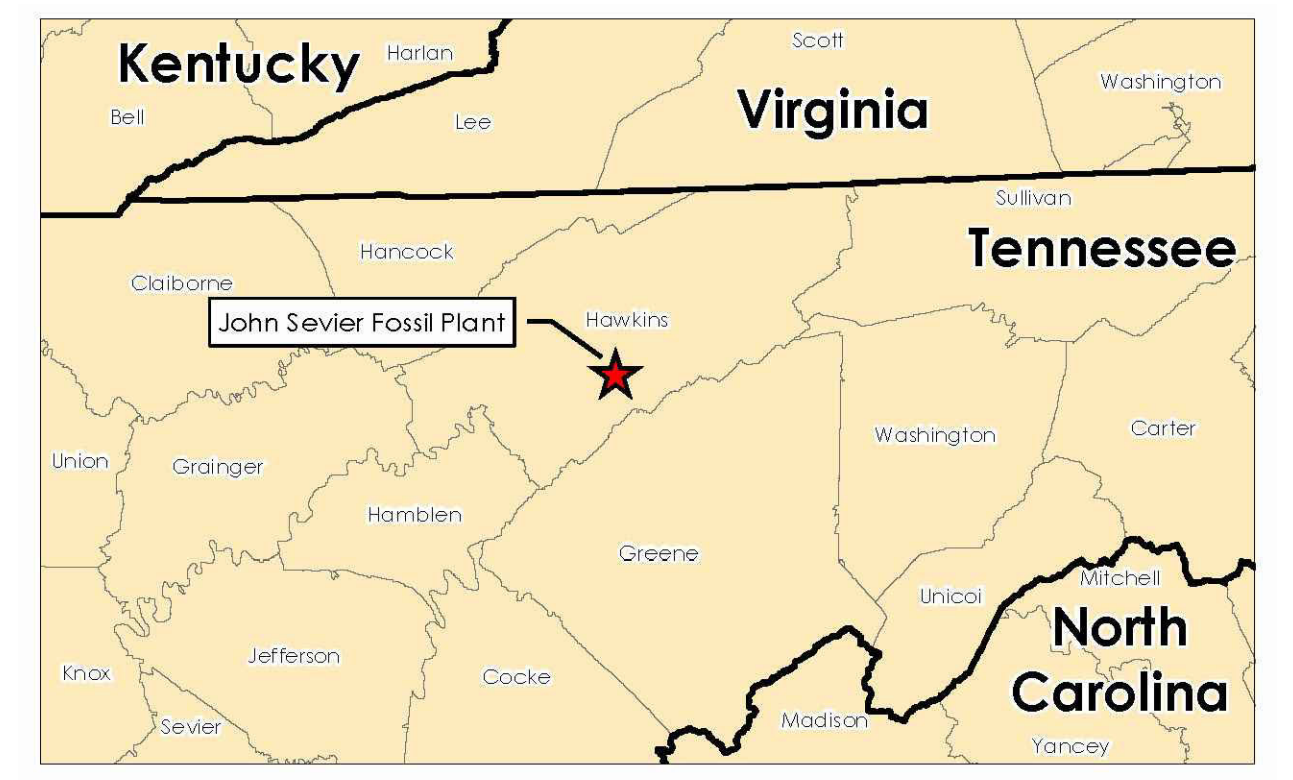 Kentucky
Harlan
Scott
Washington
Bell
Lee
Virginia
Sullivan
Hancock
Tennessee
Claiborne
John Sevier Fossil Plant
Hawkins
Washington
Carter
Union
Grainger
Hamblen
Greene
Mitchell
Unicoi
North
Carolina
Jefferson
Knox
Cocke
Sevier
Madison
Yancey